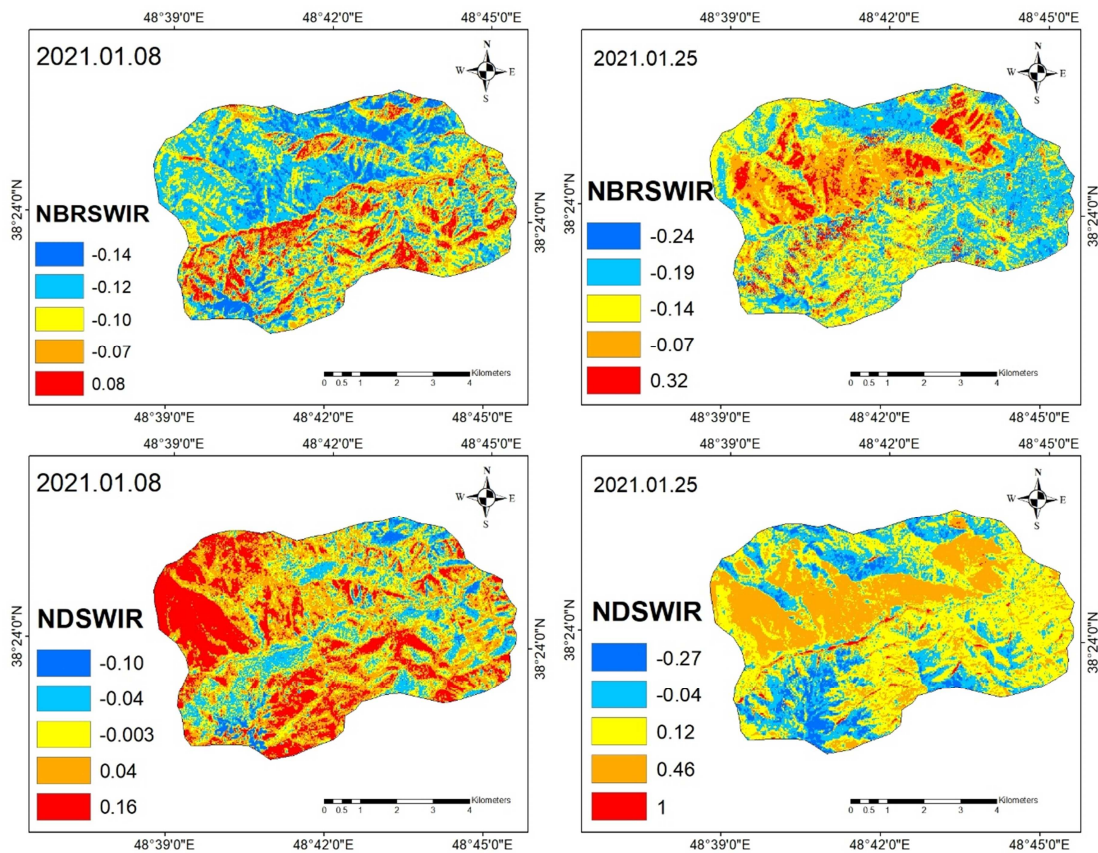 48°39'0"E 48°42'0"E 48°45'0"E
2021.01.08
N
W E
S
38°24'0"N
38°24'0"N
NBRSWIR
-0.14
-0.12
-0.10
-0.07
0.08
Kilometers
0 0.5 1 2 3 4
48°39'0"E 48°42'0"E 48°45'0"E
48°39'0"E 48°42'0"E 48°45'0"E
2021.01.25
N
W E
S
38°24'0"N
38°24'0"N
NBRSWIR
-0.24
-0.19
-0.14
-0.07
0.32
Kilometers
0 0.5 1 2 3 4
48°39'0"E 48°42'0"E 48°45'0"E
48°39'0"E 48°42'0"E 48°45'0"E
2021.01.08
N
W E
S
38°24'0"N
38°24'0"N
NDSWIR
-0.10
-0.04
-0.003
0.04
0.16
Kilometers
0 0.5 1 2 3 4
48°39'0"E 48°42'0"E 48°45'0"E
48°39'0"E 48°42'0"E 48°45'0"E
2021.01.25
N
W E
S
38°24'0"N
38°24'0"N
NDSWIR
-0.27
-0.04
0.12
0.46
1
Kilometers
0 0.5 1 2 3 4
48°39'0"E 48°42'0"E 48°45'0"E